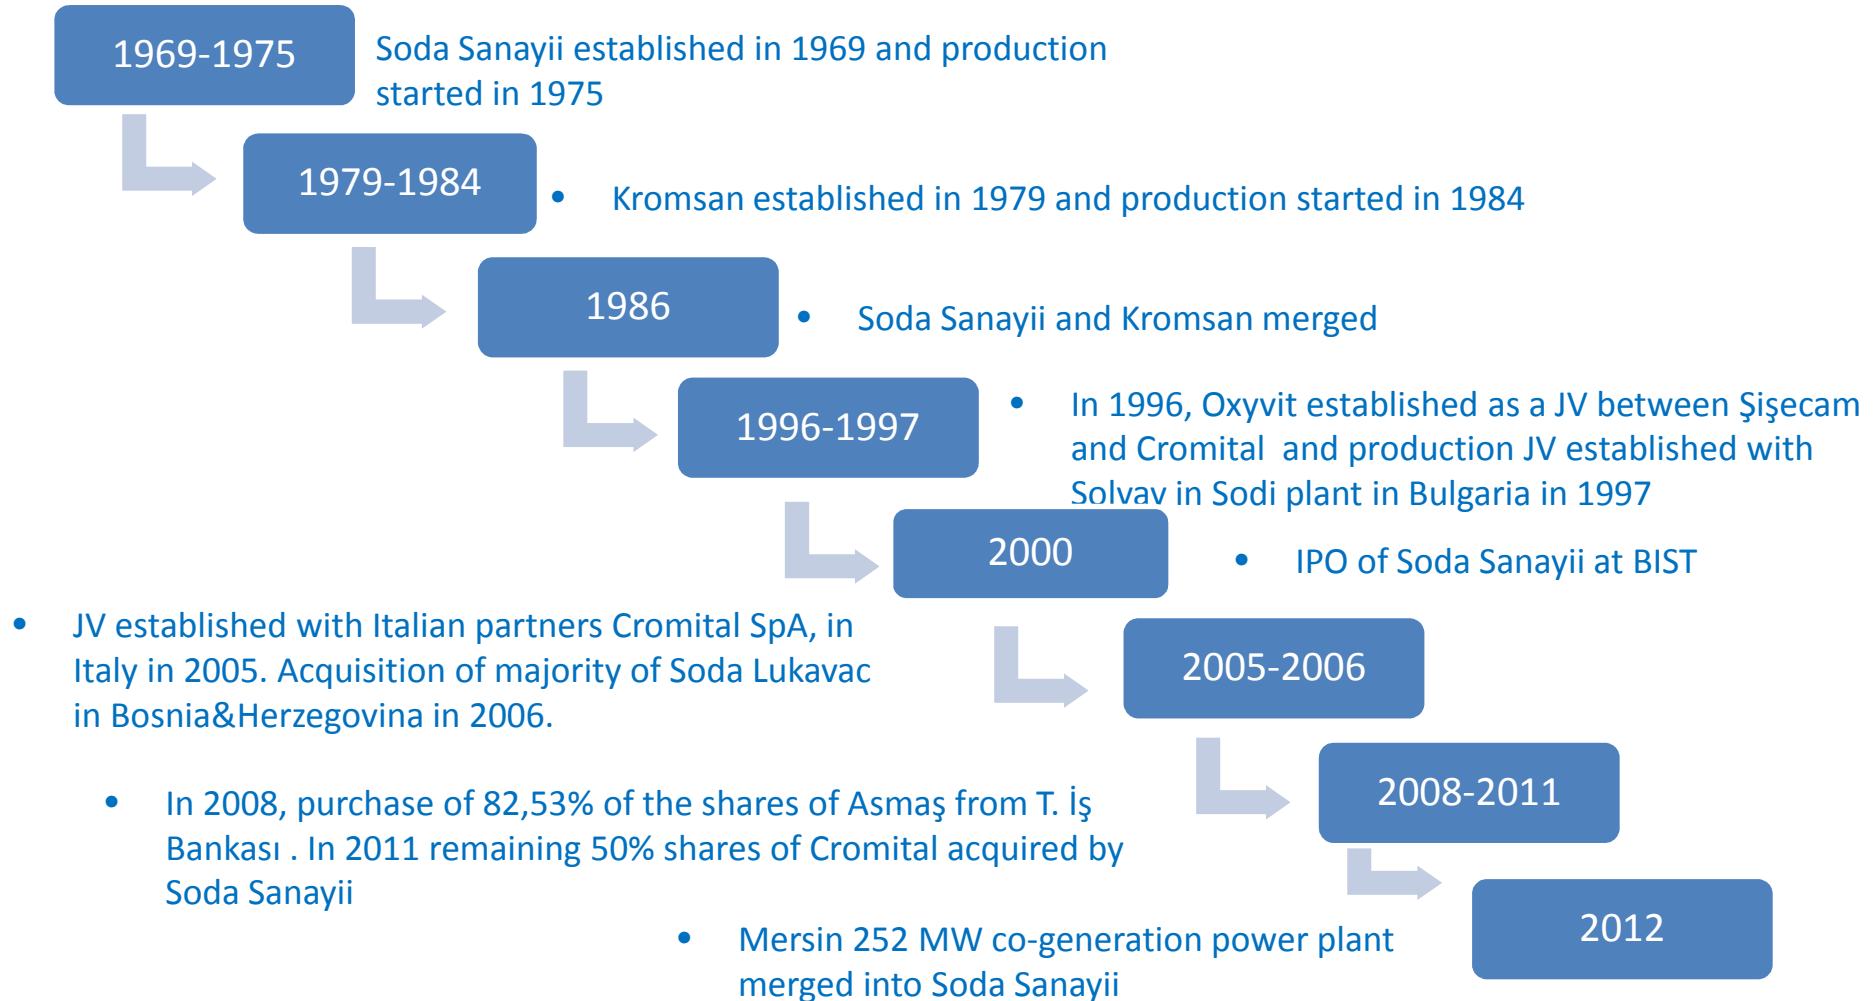 1969-1975
Soda Sanayii established in 1969 and production
started in 1975
1979-1984
• Kromsan established in 1979 and production started in 1984
1986
• Soda Sanayii and Kromsan merged
1996-1997
• In 1996, Oxyvit established as a JV between Şişecam
and Cromital and production JV established with
Solvay in Sodi plant in Bulgaria in 1997
2000
• IPO of Soda Sanayii at BIST
• JV established with Italian partners Cromital SpA, in
Italy in 2005. Acquisition of majority of Soda Lukavac
in Bosnia&Herzegovina in 2006.
2005-2006
• In 2008, purchase of 82,53% of the shares of Asmaş from T. İş
Bankası . In 2011 remaining 50% shares of Cromital acquired by
Soda Sanayii
2008-2011
• Mersin 252 MW co-generation power plant
merged into Soda Sanayii
2012